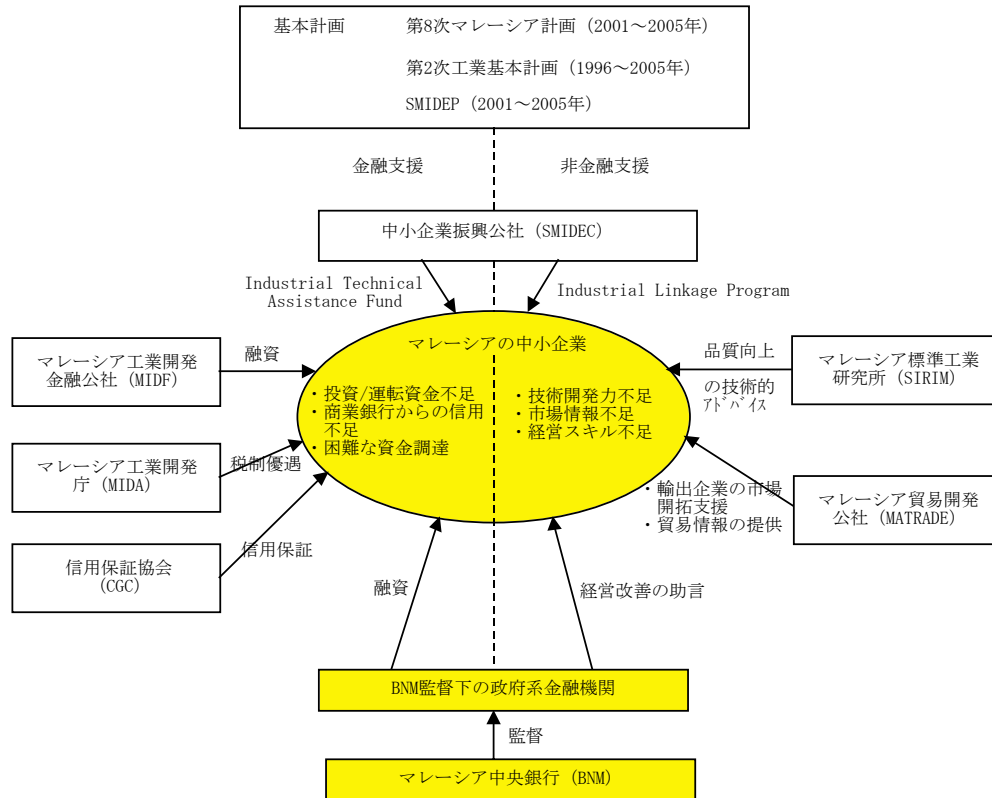 基本計画　第8次マレーシア計画（2001～2005年）
第2次工業基本計画（1996～2005年）
SMIDEP（2001～2005年）
金融支援　非金融支援
中小企業振興公社（SMIDEC）
Industrial Technical
Assistance Fund
Industrial Linkage Program
マレーシアの中小企業
マレーシア工業開発
金融公社（MIDF）
融資
・投資/運転資金不足
・商業銀行からの信用
不足
・困難な資金調達
・技術開発力不足
・市場情報不足
・経営スキル不足
品質向上
の技術的
ｱﾄﾞﾊﾞｲｽ
マレーシア標準工業
研究所（SIRIM）
マレーシア工業開発
庁（MIDA）
税制優遇
・輸出企業の市場
開拓支援
・貿易情報の提供
マレーシア貿易開発
公社（MATRADE）
信用保証協会
（CGC）
信用保証
融資
経営改善の助言
BNM監督下の政府系金融機関
監督
マレーシア中央銀行（BNM）